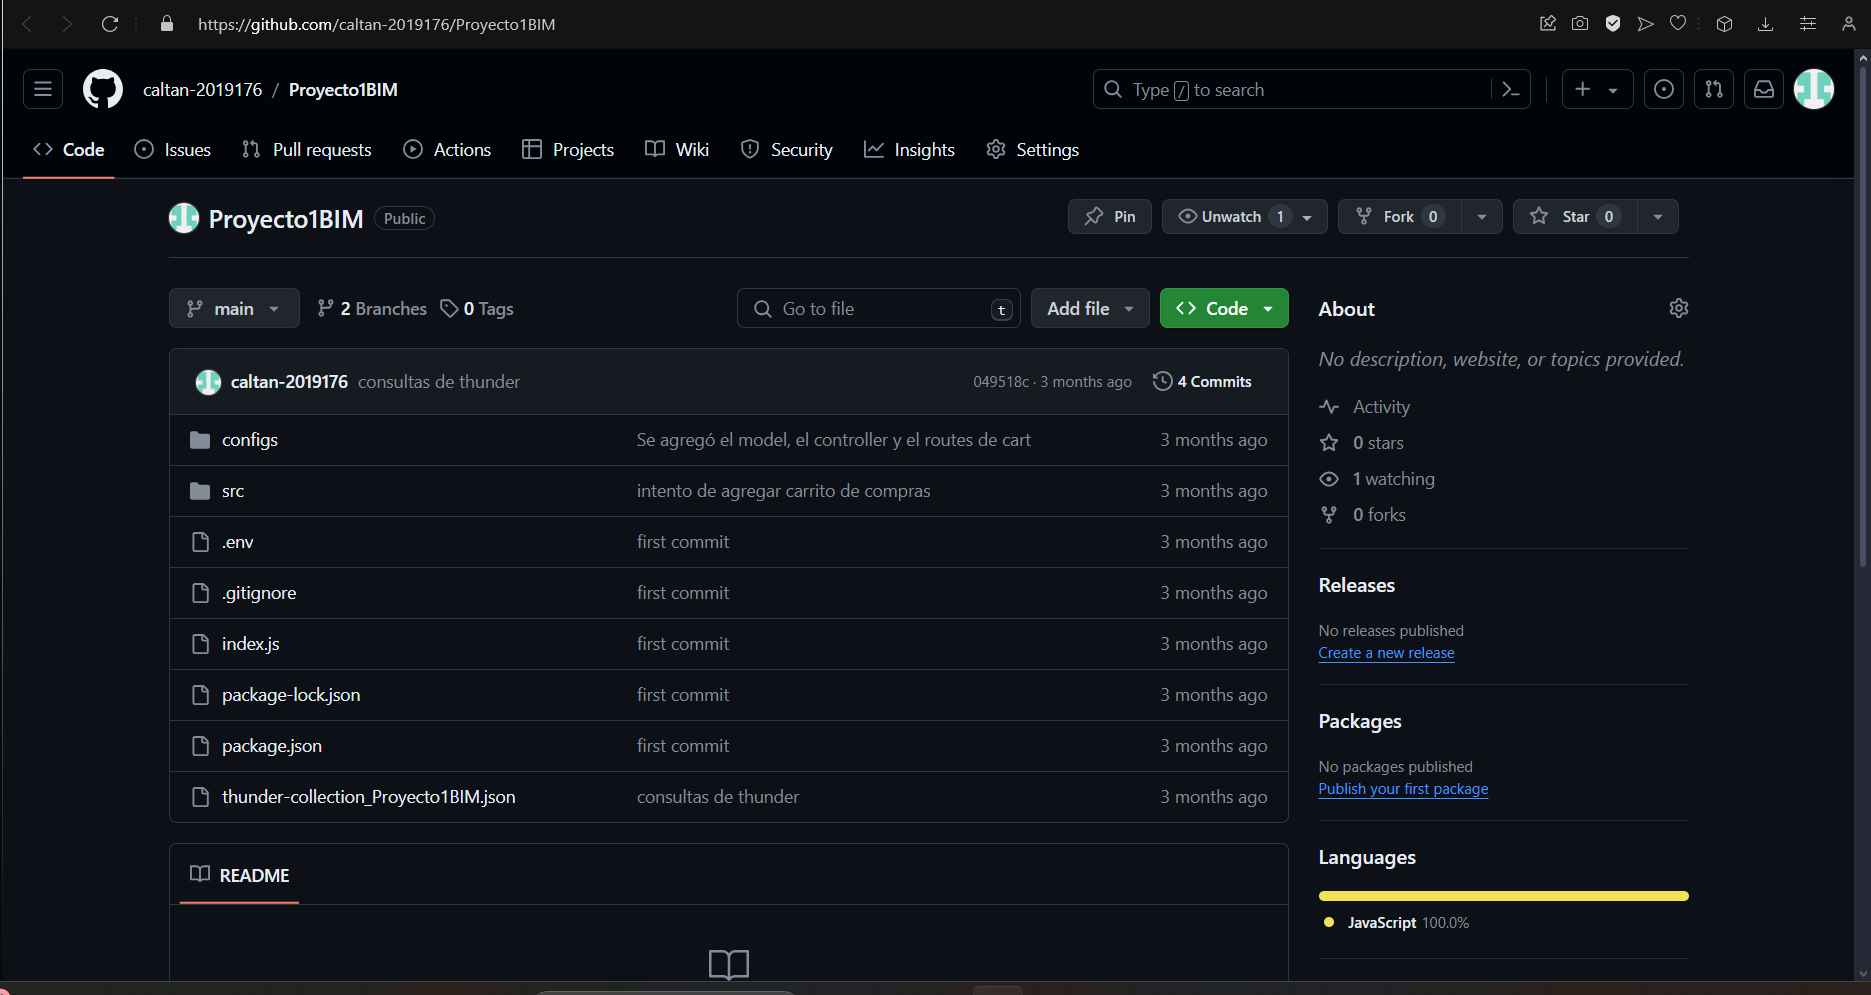 https://github.com/caltan-2019176/Proyecto1BIM
caltan-2019176 / Proyecto1BIM
Type / to search
Code Issues Pull requests Actions Projects Wiki Security Insights Settings
Proyecto1BIM Public
Pin Unwatch 1 Fork 0 Star 0
main 2 Branches 0 Tags
Go to file t
Add file Code
caltan-2019176 consultas de thunder 049518c · 3 months ago 4 Commits
configs Se agregó el model, el controller y el routes de cart 3 months ago
src intento de agregar carrito de compras 3 months ago
.env first commit 3 months ago
.gitignore first commit 3 months ago
index.js first commit 3 months ago
package-lock.json first commit 3 months ago
package.json first commit 3 months ago
thunder-collection_Proyecto1BIM.json consultas de thunder 3 months ago
README
About
No description, website, or topics provided.
Activity
0 stars
1 watching
0 forks
Releases
No releases published
Create a new release
Packages
No packages published
Publish your first package
Languages
JavaScript 100.0%